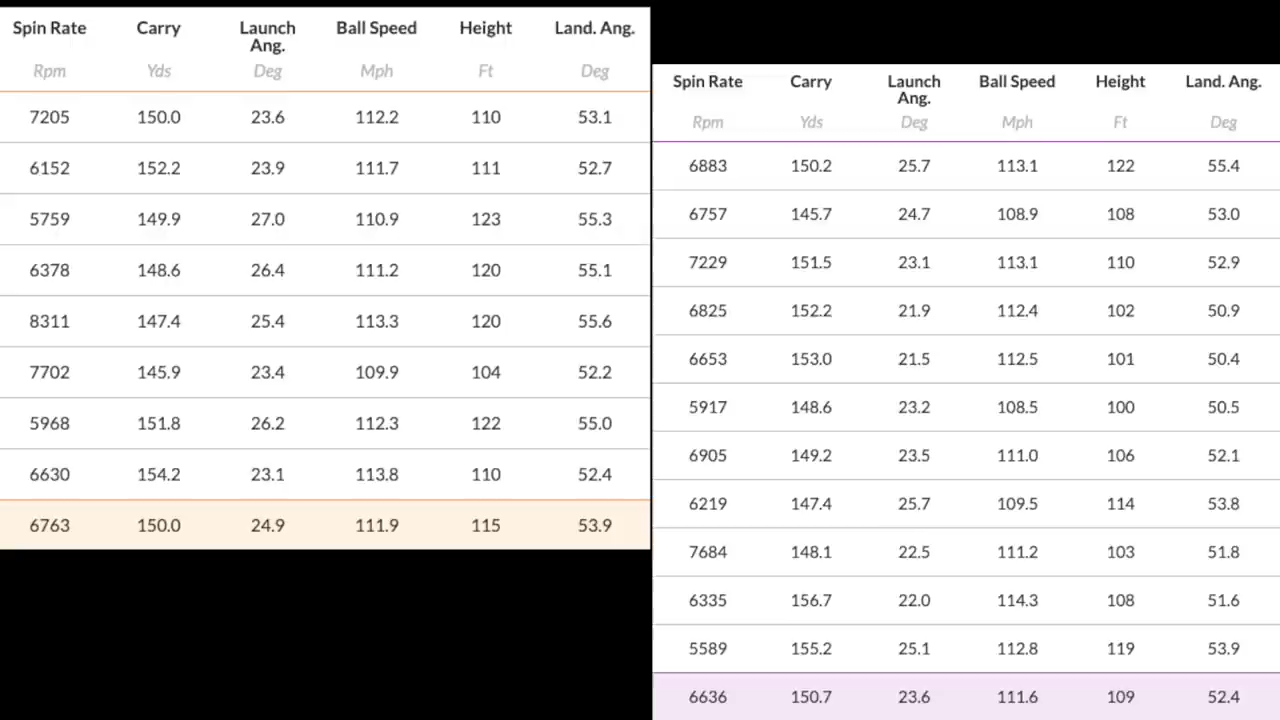 Spin Rate Carry Launch Ang. Ball Speed Height Land. Ang.
Rpm Yds Deg Mph Ft Deg
7205 150.0 23.6 112.2 110 53.1
6152 152.2 23.9 111.7 111 52.7
5759 149.9 27.0 110.9 123 55.3
6378 148.6 26.4 111.2 120 55.1
8311 147.4 25.4 113.3 120 55.6
7702 145.9 23.4 109.9 104 52.2
5968 151.8 26.2 112.3 122 55.0
6630 154.2 23.1 113.8 110 52.4
6763 150.0 24.9 111.9 115 53.9
Spin Rate Carry Launch Ang. Ball Speed Height Land. Ang.
Rpm Yds Deg Mph Ft Deg
6883 150.2 25.7 113.1 122 55.4
6757 145.7 24.7 108.9 108 53.0
7229 151.5 23.1 113.1 110 52.9
6825 152.2 21.9 112.4 102 50.9
6653 153.0 21.5 112.5 101 50.4
5917 148.6 23.2 108.5 100 50.5
6905 149.2 23.5 111.0 106 52.1
6219 147.4 25.7 109.5 114 53.8
7684 148.1 22.5 111.2 103 51.8
6335 156.7 22.0 114.3 108 51.6
5589 155.2 25.1 112.8 119 53.9
6636 150.7 23.6 111.6 109 52.4